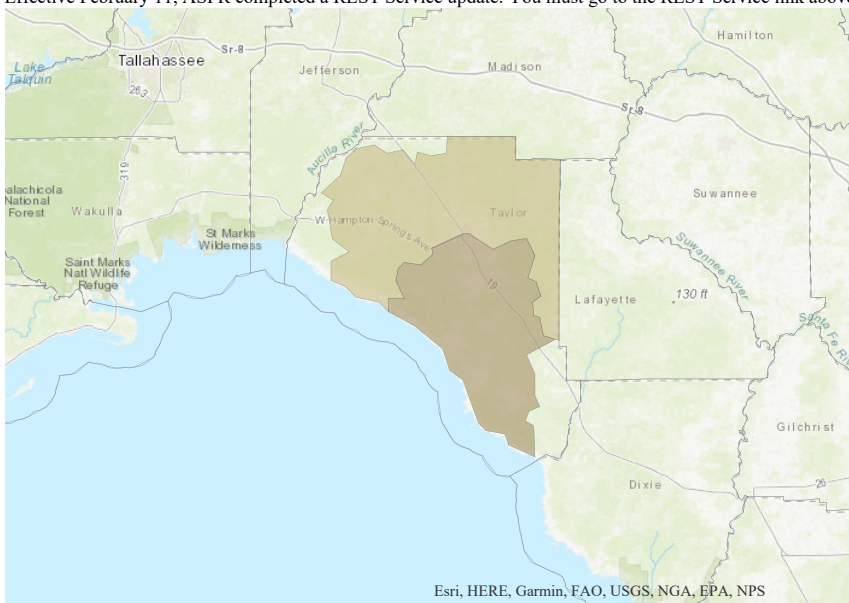 Effective February 11, ASPR completed a REST Service update. You must go to the REST Service link above
Hamilton
Lake
Talquin
Tallahassee
Sr-8
Jefferson
Madison
263
Sr-8
Aucilla River
319
palachicola
National
Forest
Wakulla
St Marks
Wilderness
W Hampton Springs Ave
Taylor
Suwannee
Saint Marks
Natl Wildlife
Refuge
Suwannee River
19
Lafayette
130 ft
Santa Fe Riv
Gilchrist
Dixie
26
Esri, HERE, Garmin, FAO, USGS, NGA, EPA, NPS